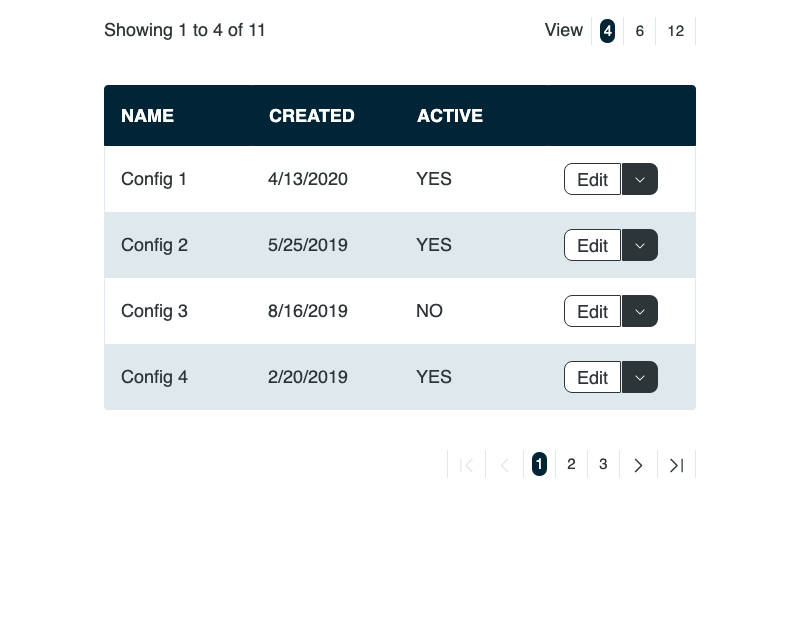 Showing 1 to 4 of 11 View 4 6 12
NAME CREATED ACTIVE
Config 1 4/13/2020 YES Edit
Config 2 5/25/2019 YES Edit
Config 3 8/16/2019 NO Edit
Config 4 2/20/2019 YES Edit
1 2 3